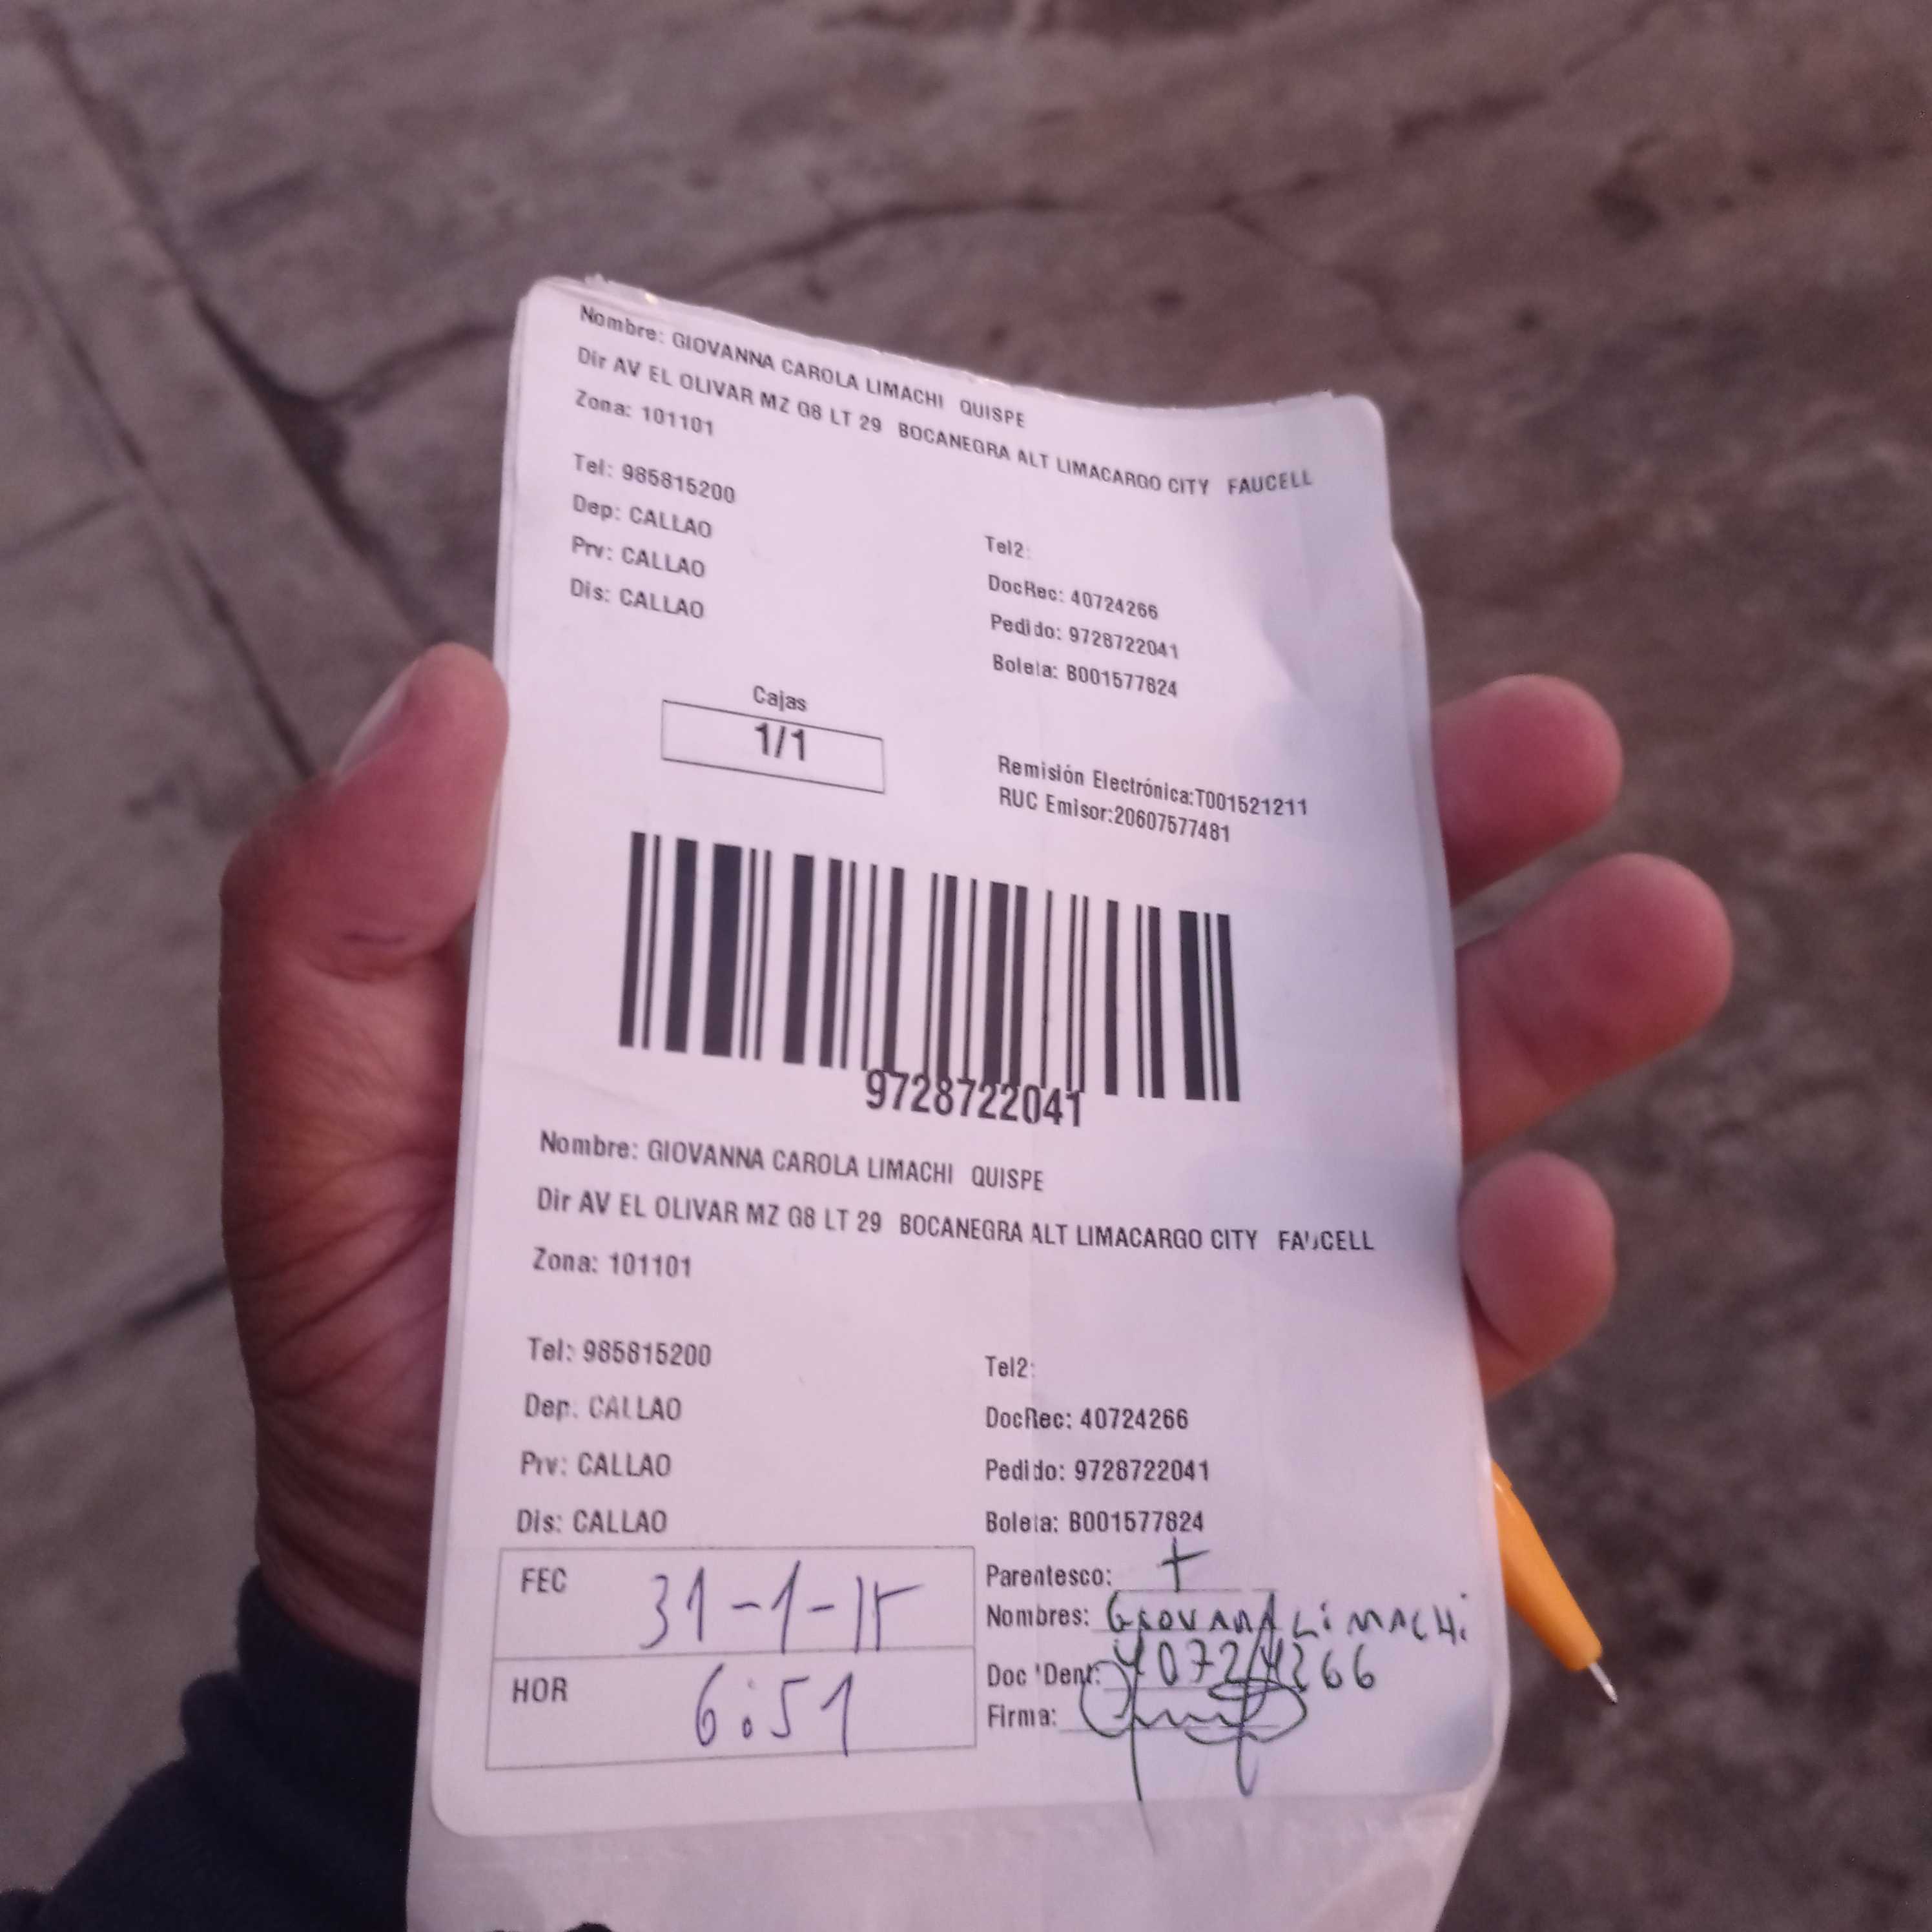 Nombre: GIOVANNA CAROLA LIMACHI QUISPE
Dir AV EL OLIVAR MZ G8 LT 29 BOCANEGRA ALT LIMACARGO CITY FAUCELL
Zona: 101101
Tel: 985815200
Tel2:
Dep: CALLAO
DocRec: 40724266
Prv: CALLAO
Pedido: 9728722041
Dis: CALLAO
Boleta: B001577824
Cajas
1/1
Remisión Electrónica:T001521211
RUC Emisor:20607577481
9728722041
Nombre: GIOVANNA CAROLA LIMACHI QUISPE
Dir AV EL OLIVAR MZ G8 LT 29 BOCANEGRA ALT LIMACARGO CITY FAUCELL
Zona: 101101
Tel: 985815200
Tel2:
Dep: CALLAO
DocRec: 40724266
Prv: CALLAO
Pedido: 9728722041
Dis: CALLAO
Boleta: B001577824
FEC 31-1-
Parentesco:
Nombres: LiMACHi
HOR 6:51
Doc 'Dent: 40724266
Firma: